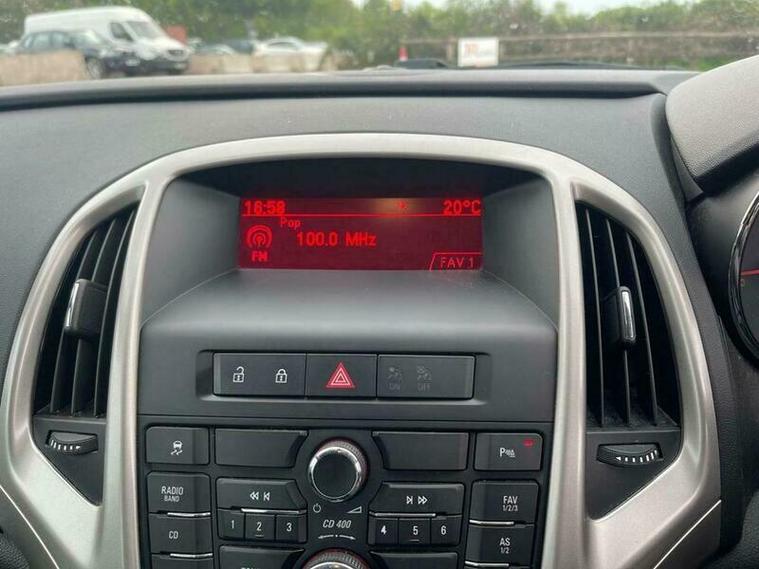 16:58 20°C
Pop
100.0 MHz
FM FAV 1
ON OFF
RADIO
BAND
FAV
1/2/3
1 2 3 4 5 6
CD CD 400 AS
1/2